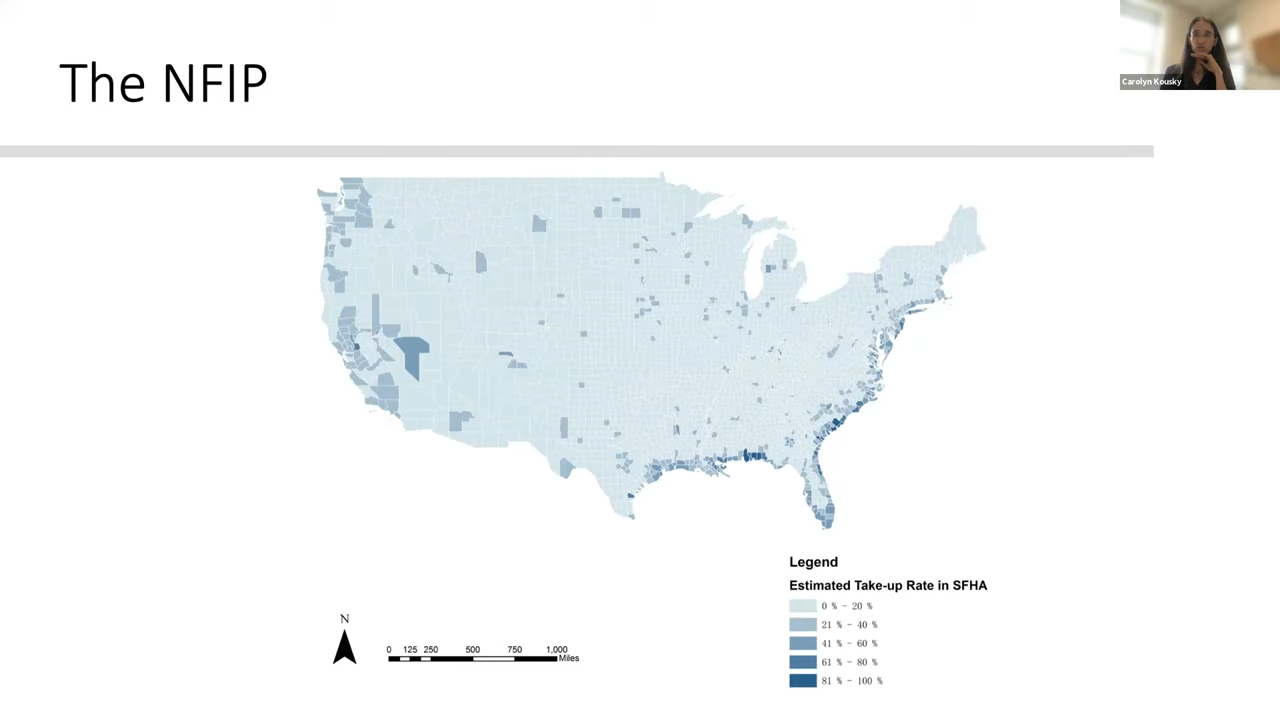 The NFIP
Carolyn Kousky
Legend
Estimated Take-up Rate in SFHA
0 % - 20 %
21 % - 40 %
41 % - 60 %
61 % - 80 %
81 % - 100 %
N
0 125 250 500 750 1,000
Miles